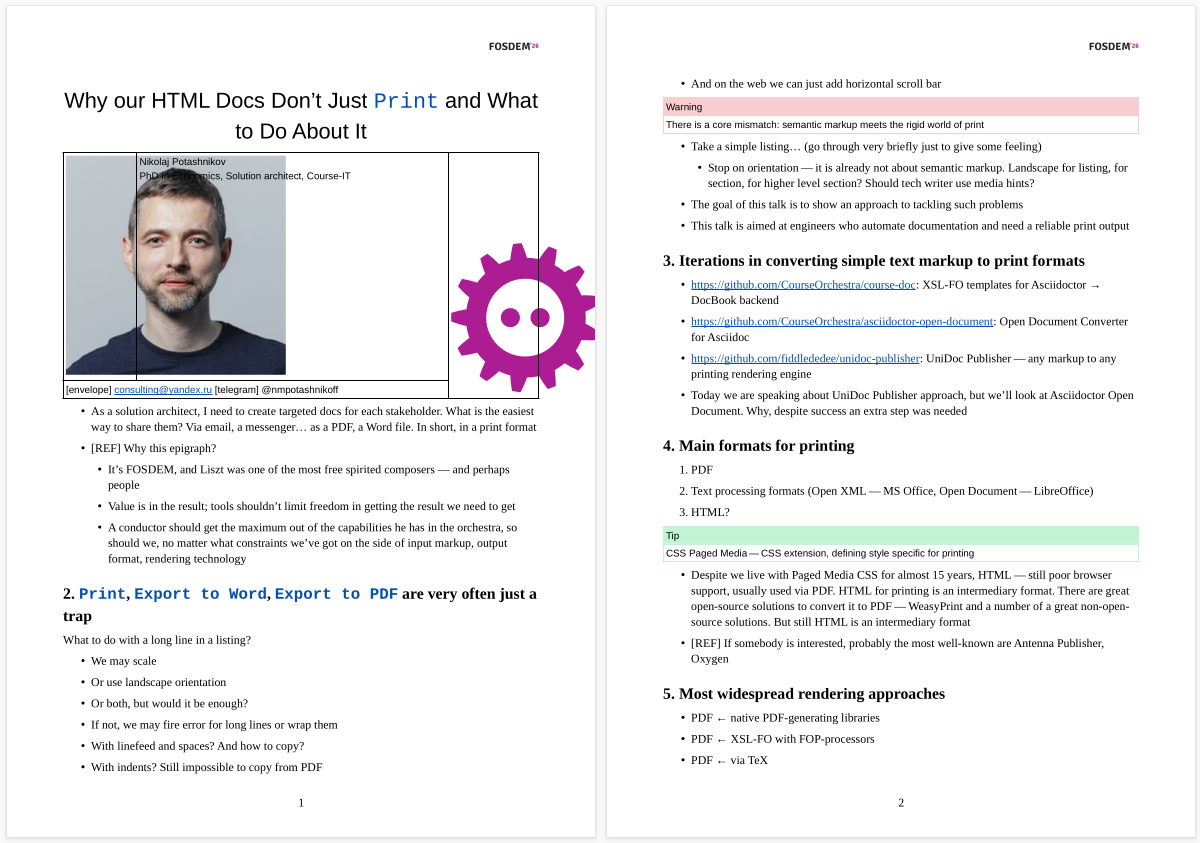 FOSDEM'26
Why our HTML Docs Don’t Just Print and What
to Do About It
Nikolaj Potashnikov
PhD in Economics, Solution architect, Course-IT
[envelope] consulting@yandex.ru [telegram] @nmpotashnikoff
• As a solution architect, I need to create targeted docs for each stakeholder. What is the easiest
way to share them? Via email, a messenger… as a PDF, a Word file. In short, in a print format
• [REF] Why this epigraph?
• It’s FOSDEM, and Liszt was one of the most free spirited composers — and perhaps
people
• Value is in the result; tools shouldn’t limit freedom in getting the result we need to get
• A conductor should get the maximum out of the capabilities he has in the orchestra, so
should we, no matter what constraints we’ve got on the side of input markup, output
format, rendering technology
2. Print, Export to Word, Export to PDF are very often just a
trap
What to do with a long line in a listing?
• We may scale
• Or use landscape orientation
• Or both, but would it be enough?
• If not, we may fire error for long lines or wrap them
• With linefeed and spaces? And how to copy?
• With indents? Still impossible to copy from PDF
1
FOSDEM'26
• And on the web we can just add horizontal scroll bar
Warning
There is a core mismatch: semantic markup meets the rigid world of print
• Take a simple listing… (go through very briefly just to give some feeling)
• Stop on orientation — it is already not about semantic markup. Landscape for listing, for
section, for higher level section? Should tech writer use media hints?
• The goal of this talk is to show an approach to tackling such problems
• This talk is aimed at engineers who automate documentation and need a reliable print output
3. Iterations in converting simple text markup to print formats
• https://github.com/CourseOrchestra/course-doc: XSL-FO templates for Asciidoctor →
DocBook backend
• https://github.com/CourseOrchestra/asciidoctor-open-document: Open Document Converter
for Asciidoc
• https://github.com/fiddlededee/unidoc-publisher: UniDoc Publisher — any markup to any
printing rendering engine
• Today we are speaking about UniDoc Publisher approach, but we’ll look at Asciidoctor Open
Document. Why, despite success an extra step was needed
4. Main formats for printing
1. PDF
2. Text processing formats (Open XML — MS Office, Open Document — LibreOffice)
3. HTML?
Tip
CSS Paged Media — CSS extension, defining style specific for printing
• Despite we live with Paged Media CSS for almost 15 years, HTML — still poor browser
support, usually used via PDF. HTML for printing is an intermediary format. There are great
open-source solutions to convert it to PDF — WeasyPrint and a number of a great non-open-
source solutions. But still HTML is an intermediary format
• [REF] If somebody is interested, probably the most well-known are Antenna Publisher,
Oxygen
5. Most widespread rendering approaches
• PDF ← native PDF-generating libraries
• PDF ← XSL-FO with FOP-processors
• PDF ← via TeX
2